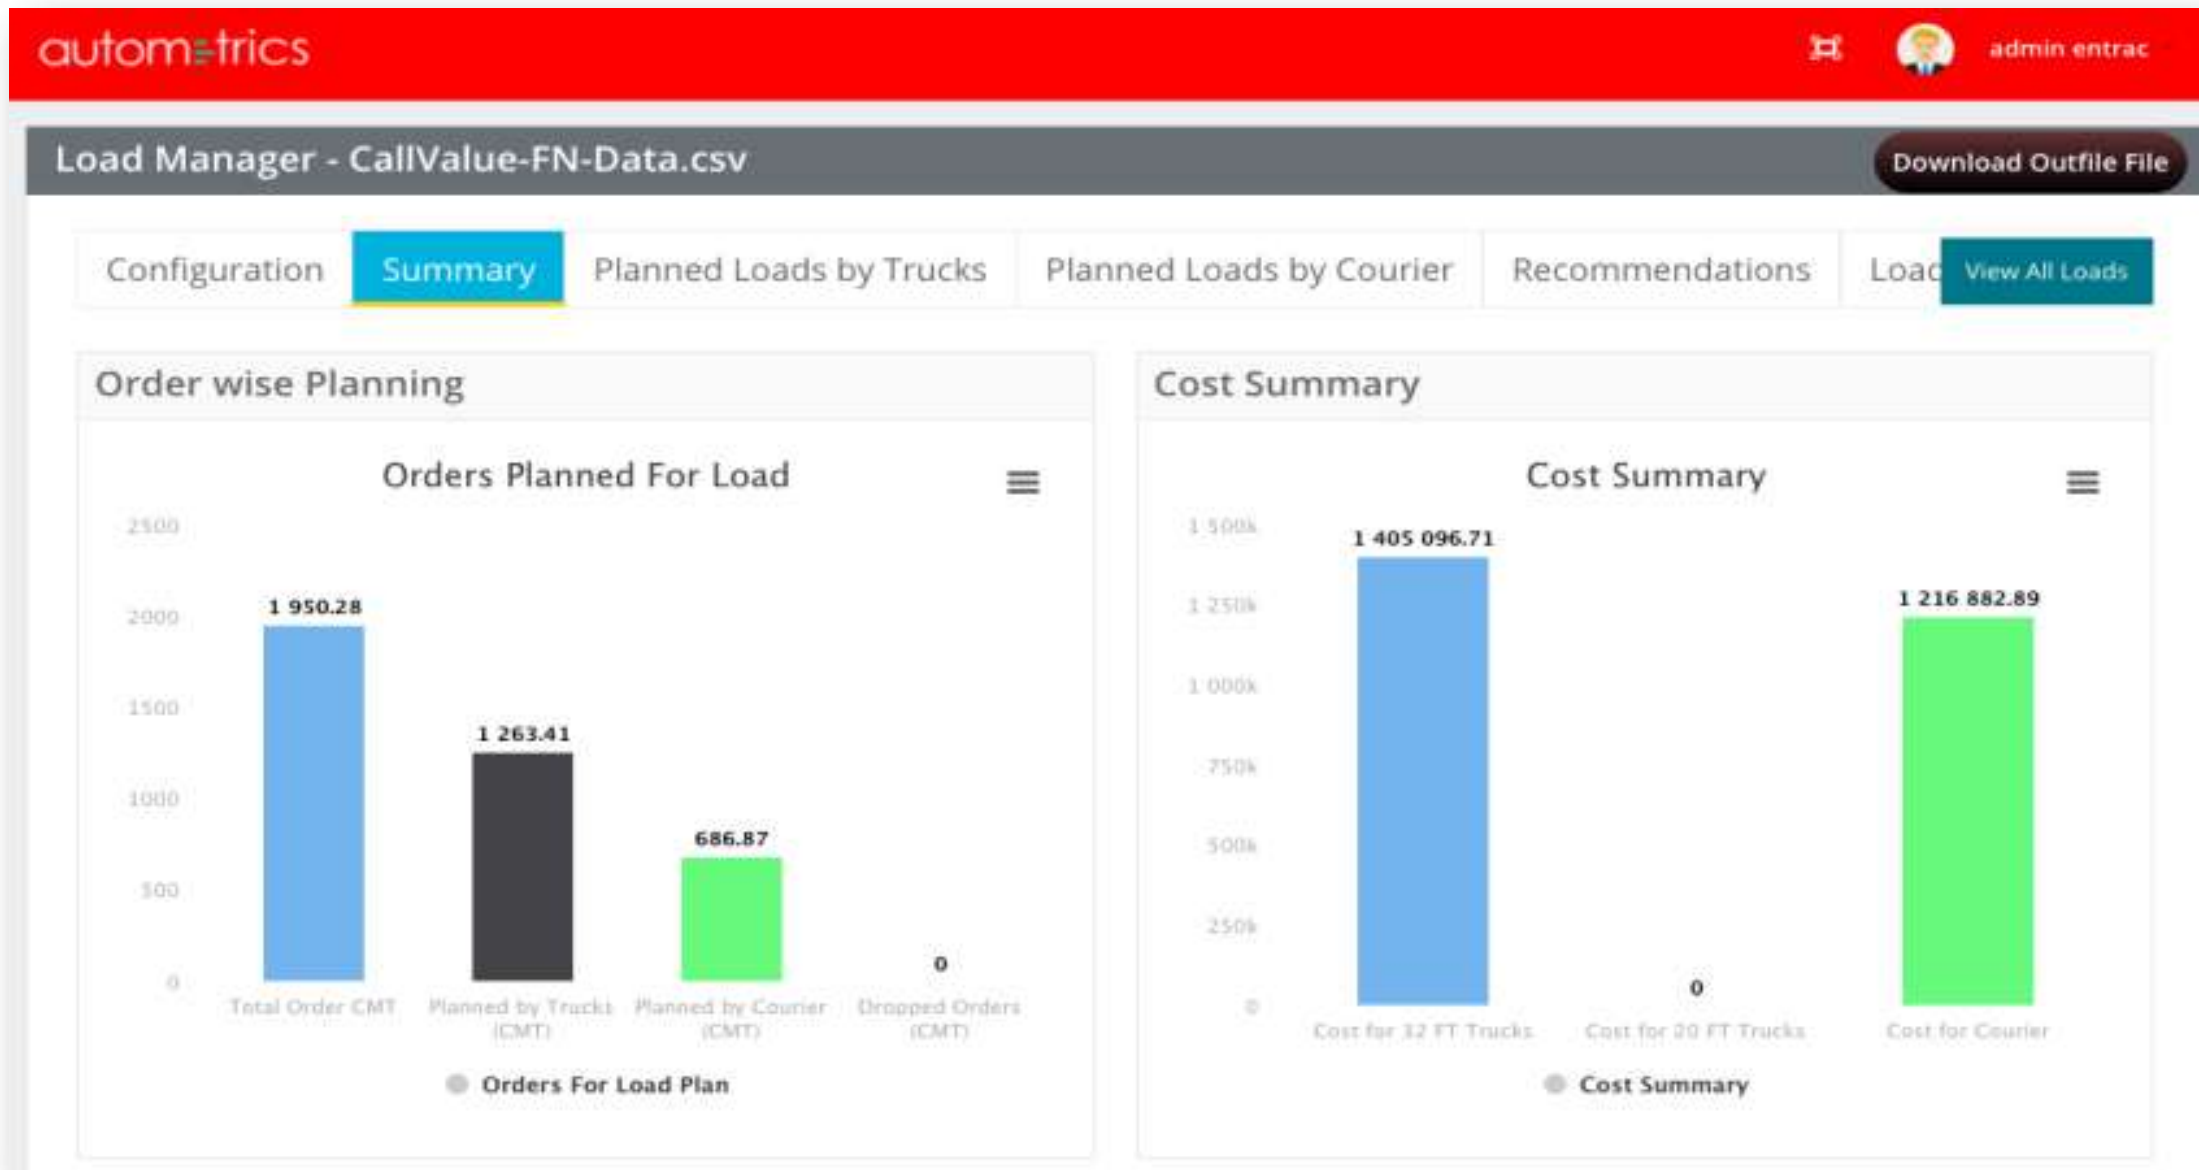 autometrics
admin entrac
Load Manager - CallValue-FN-Data.csv
Download Outfile File
Configuration
Summary
Planned Loads by Trucks
Planned Loads by Courier
Recommendations
Load
View All Loads
Order wise Planning
Orders Planned For Load
2500
2000
1500
1000
500
0
1 950.28
1 263.41
686.87
0
Total Order CMT
Planned by Trucks
(CMT)
Planned by Courier
(CMT)
Dropped Orders
(CMT)
Orders For Load Plan
Cost Summary
Cost Summary
1 500k
1 250k
1 000k
750k
500k
250k
0
1 405 096.71
0
1 216 882.89
Cost for 32 FT Trucks
Cost for 20 FT Trucks
Cost for Courier
Cost Summary